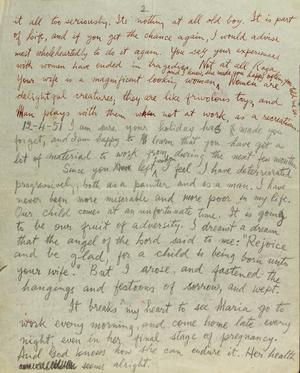 2
it all too seriously. Its nothing at all old boy. It is part
of life, and if you get the chance again, I would advise
most wholeheartedly to do it again. You say your experiences
with women have ended in tragedies. Not at all Raja.
and I know she made you happy
Your wife is a magnificent looking woman. Women are
delightful creatures, they are like frivolous toys and
Man plays with them when not at work, as a recreation.
12-4-51 I am sure your holiday has made you
forget, and I am happy to learn that you have got a
lot of material to work from during the next few months.
Since you left, I feel I have deteriorated
progressively, both as a painter and as a man. I have
never been more miserable and more poor in my life.
Our child comes at an unfortunate time. It is going
to be our fruit of adversity. I dreamt a dream
that the angel of the Lord said to me: "Rejoice
and be glad, for a child is being born unto
your wife." But I arose, and fastened the
hangings and festoons of sorrow, and wept.
It breaks my heart to see Maria go to
work every morning, and come home late every
night, even in her final stage of pregnancy.
And God knows how she can endure it. Her health
seems alright.